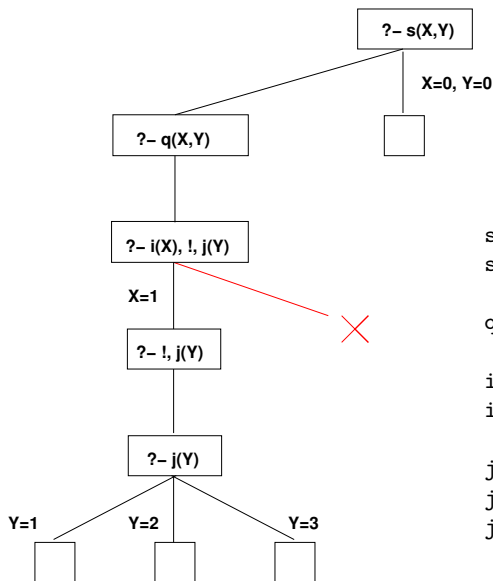 ?– s(X,Y)
X=0, Y=0
?– q(X,Y)
?– i(X), !, j(Y)
X=1
?– !, j(Y)
?– j(Y)
Y=1
Y=2
Y=3
s
s
q
i
i
j
j
j